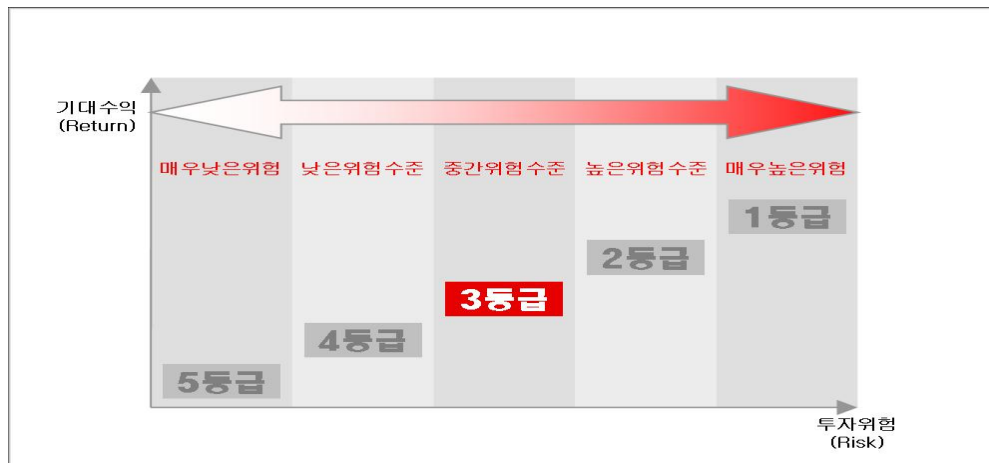 기대수익
(Return)
매우낮은위험 낮은위험수준 중간위험수준 높은위험수준 매우높은위험
1등급
2등급
3등급
4등급
5등급
투자위험
(Risk)